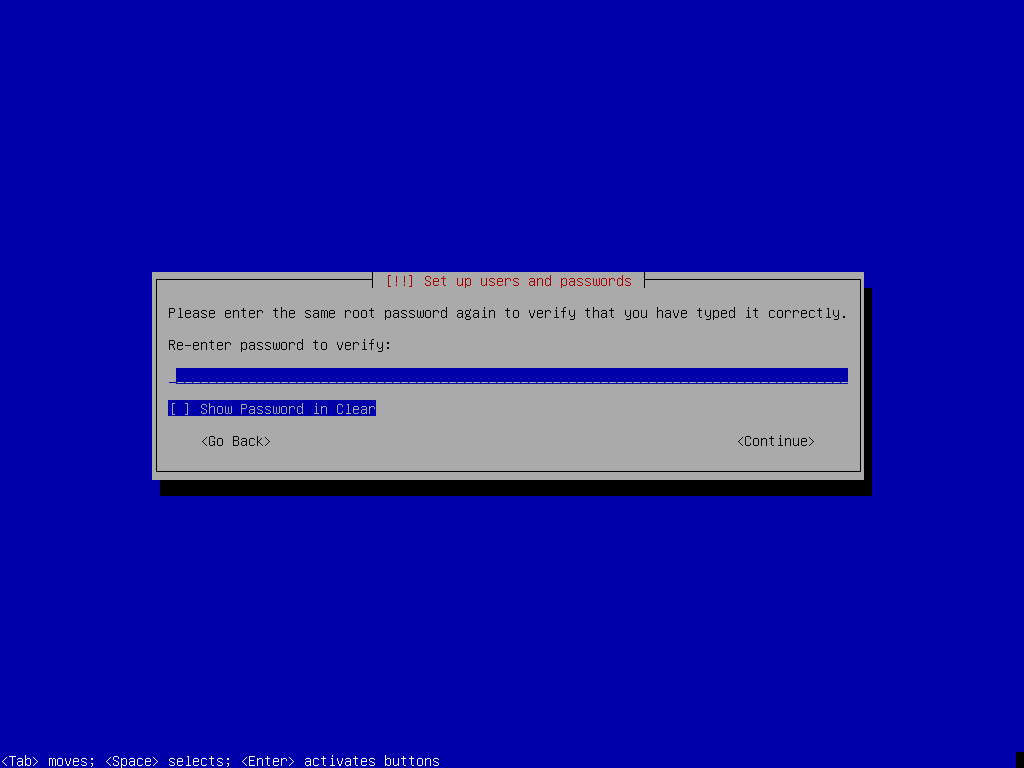 [!!] Set up users and passwords
Please enter the same root password again to verify that you have typed it correctly.
Re-enter password to verify:
[ ] Show Password in Clear
<Go Back> <Continue>
<Tab> moves; <Space> selects; <Enter> activates buttons